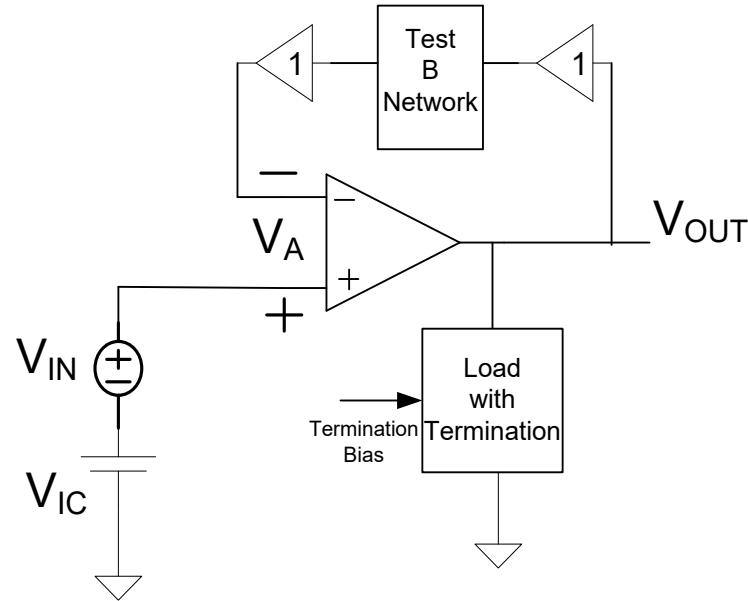 1
Test
B
Network
1
−
−
V_A
V_OUT
+
+
V_IN
+
−
Load
with
Termination
Termination
Bias
V_IC